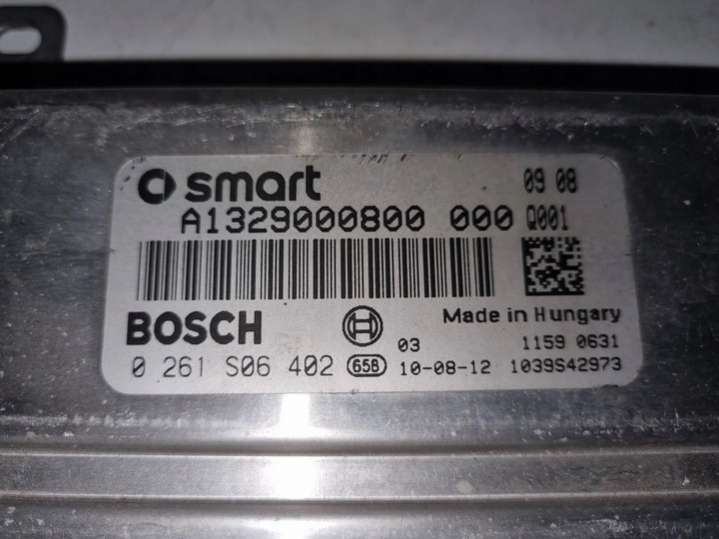 smart 09 08
A1329000800 000 Q001
Made in Hungary
BOSCH
03 1159 0631
0 261 S06 402 658 10-08-12 1039S42973